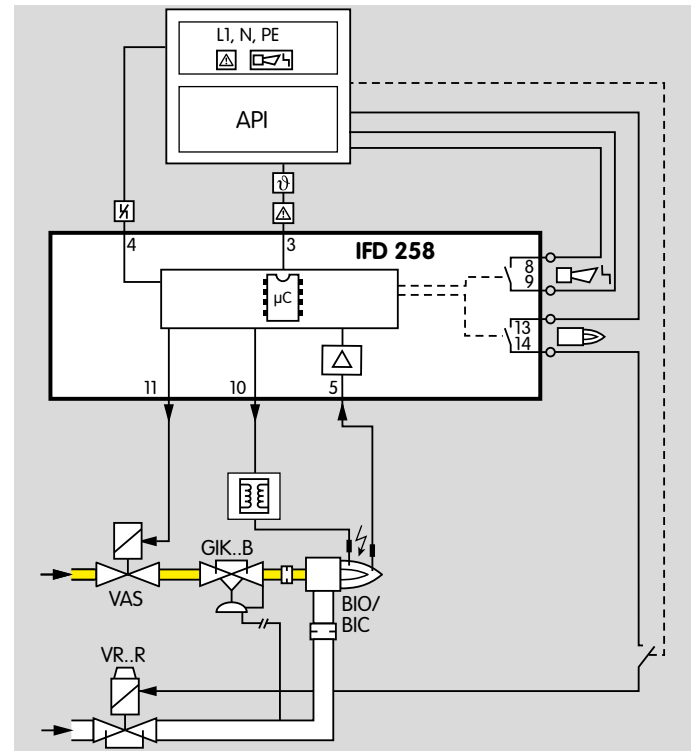 L1, N, PE
API
ϑ
4
3
IFD 258
8
9
µC
13
14
11
10
5
GIK..B
VAS
BIO/
BIC
VR..R